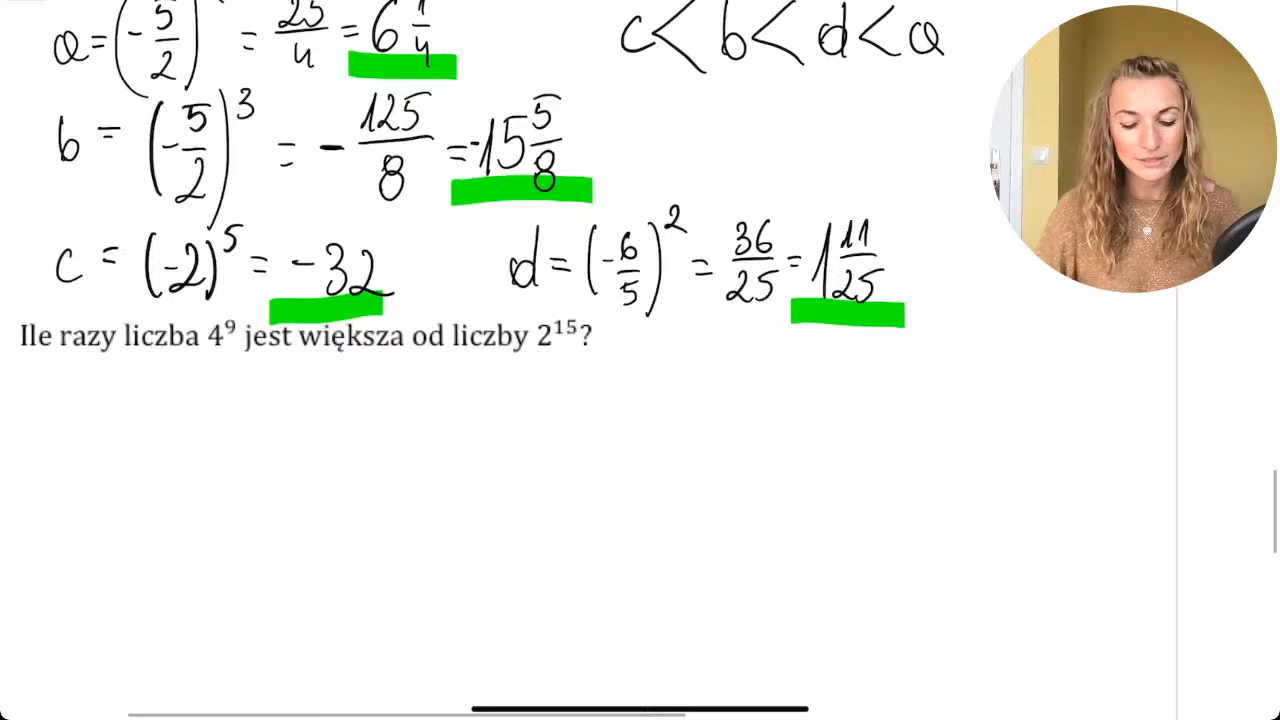 a = (-5/2) = 25/4 = 6 1/4
c < b < d < a
b = (-5/2)^3 = - 125/8 = -15 5/8
c = (-2)^5 = -32
d = (-6/5)^2 = 36/25 = 1 11/25
Ile razy liczba 4⁹ jest większa od liczby 2¹⁵?